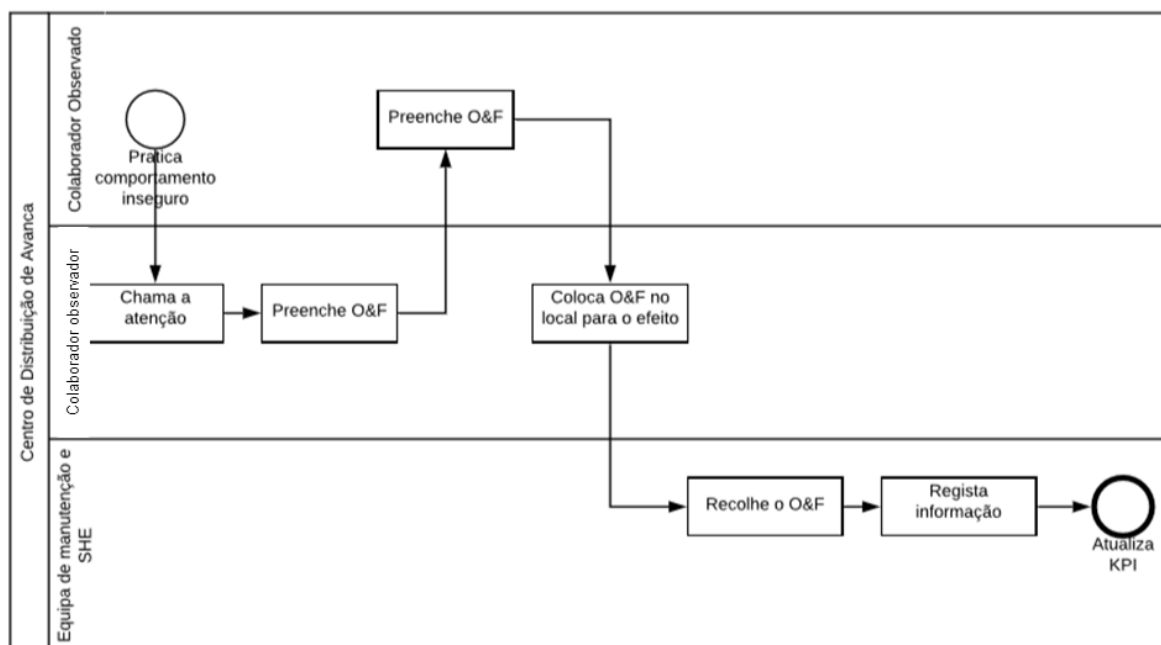 Centro de Distribuição de Avanca
Colaborador Observado
Pratica
comportamento
inseguro
Preenche O&F
Colaborador observador
Chama a
atenção
Preenche O&F
Coloca O&F no
local para o efeito
Equipa de manutenção e
SHE
Recolhe o O&F
Regista
informação
Atualiza
KPI